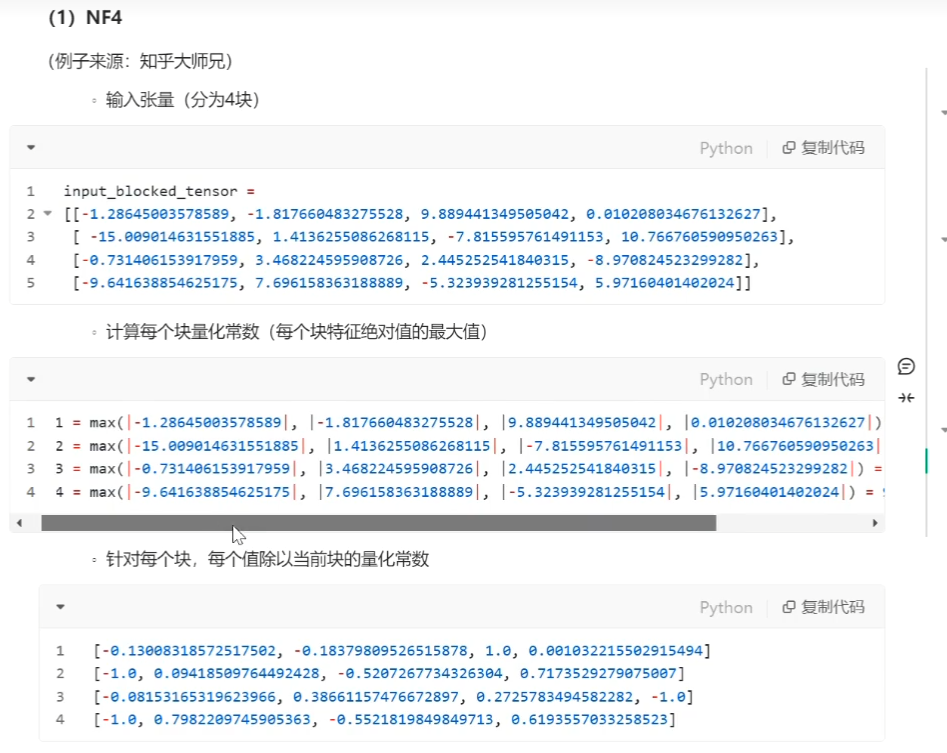 （1）NF4
（例子来源：知乎大师兄）
◦ 输入张量（分为4块）
Python 复制代码
1 input_blocked_tensor =
2 [[-1.28645003578589, -1.817660483275528, 9.889441349505042, 0.010208034676132627],
3 [ -15.009014631551885, 1.4136255086268115, -7.815595761491153, 10.766760590950263],
4 [-0.731406153917959, 3.468224595908726, 2.445252541840315, -8.970824523299282],
5 [-9.641638854625175, 7.696158363188889, -5.323939281255154, 5.97160401402024]]
◦ 计算每个块量化常数（每个块特征绝对值的最大值）
Python 复制代码
1 1 = max(|-1.28645003578589|, |-1.817660483275528|, |9.889441349505042|, |0.010208034676132627|)
2 2 = max(|-15.009014631551885|, |1.4136255086268115|, |-7.815595761491153|, |10.766760590950263|
3 3 = max(|-0.731406153917959|, |3.468224595908726|, |2.445252541840315|, |-8.970824523299282|) =
4 4 = max(|-9.641638854625175|, |7.696158363188889|, |-5.323939281255154|, |5.97160401402024|) =
◦ 针对每个块，每个值除以当前块的量化常数
Python 复制代码
1 [-0.13008318572517502, -0.18379809526515878, 1.0, 0.001032215502915494]
2 [-1.0, 0.09418509764492428, -0.5207267734326304, 0.7173529279075007]
3 [-0.08153165319623966, 0.38661157476672897, 0.2725783494582282, -1.0]
4 [-1.0, 0.7982209745905363, -0.5521819849849713, 0.6193557033258523]